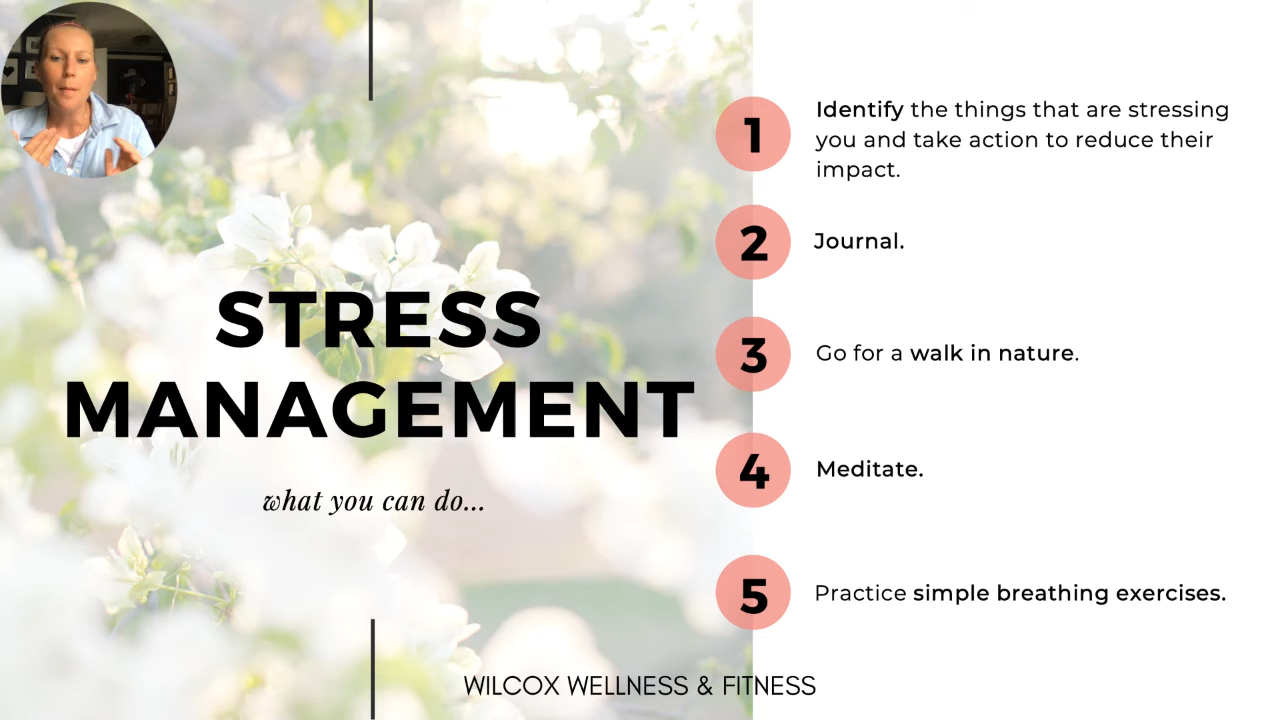 STRESS
MANAGEMENT
what you can do...
1
Identify the things that are stressing
you and take action to reduce their
impact.
2
Journal.
3
Go for a walk in nature.
4
Meditate.
5
Practice simple breathing exercises.
WILCOX WELLNESS & FITNESS